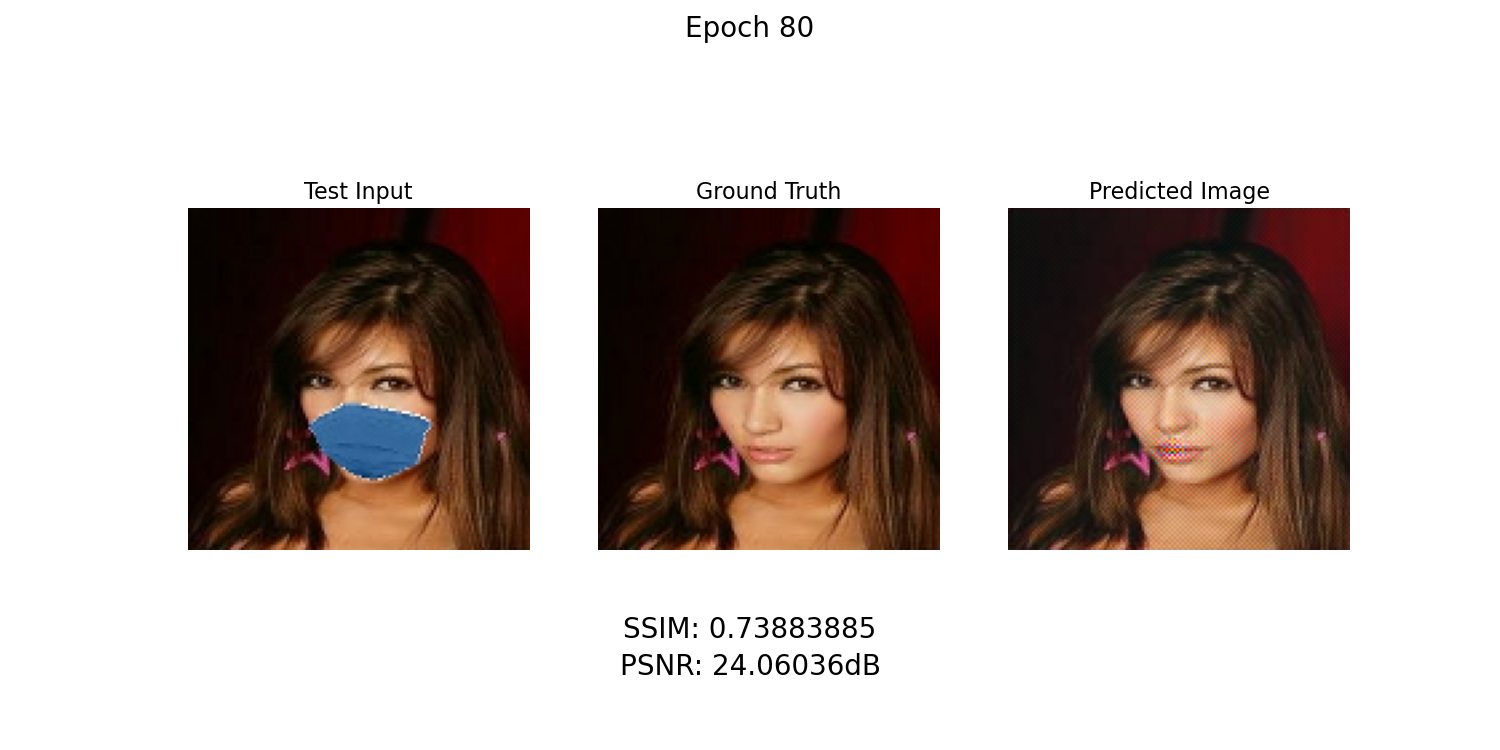 Epoch 80
Test Input
Ground Truth
Predicted Image
SSIM: 0.73883885
PSNR: 24.06036dB